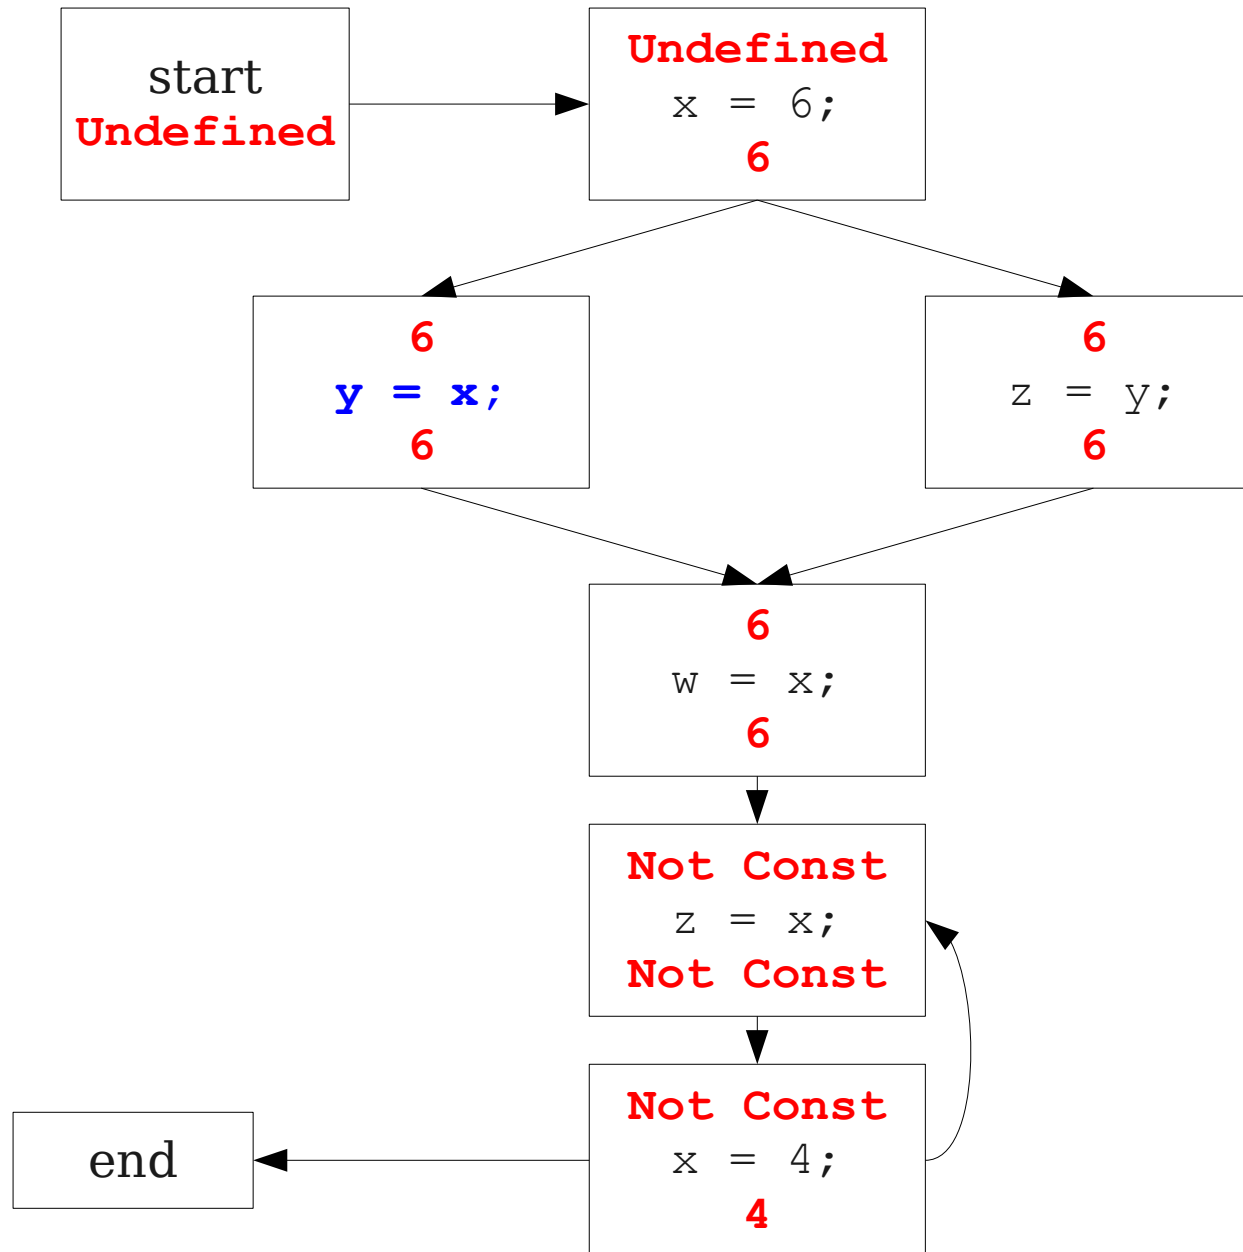 start
Undefined
Undefined
x = 6;
6
6
y = x;
6
6
z = y;
6
6
w = x;
6
Not Const
z = x;
Not Const
Not Const
x = 4;
4
end